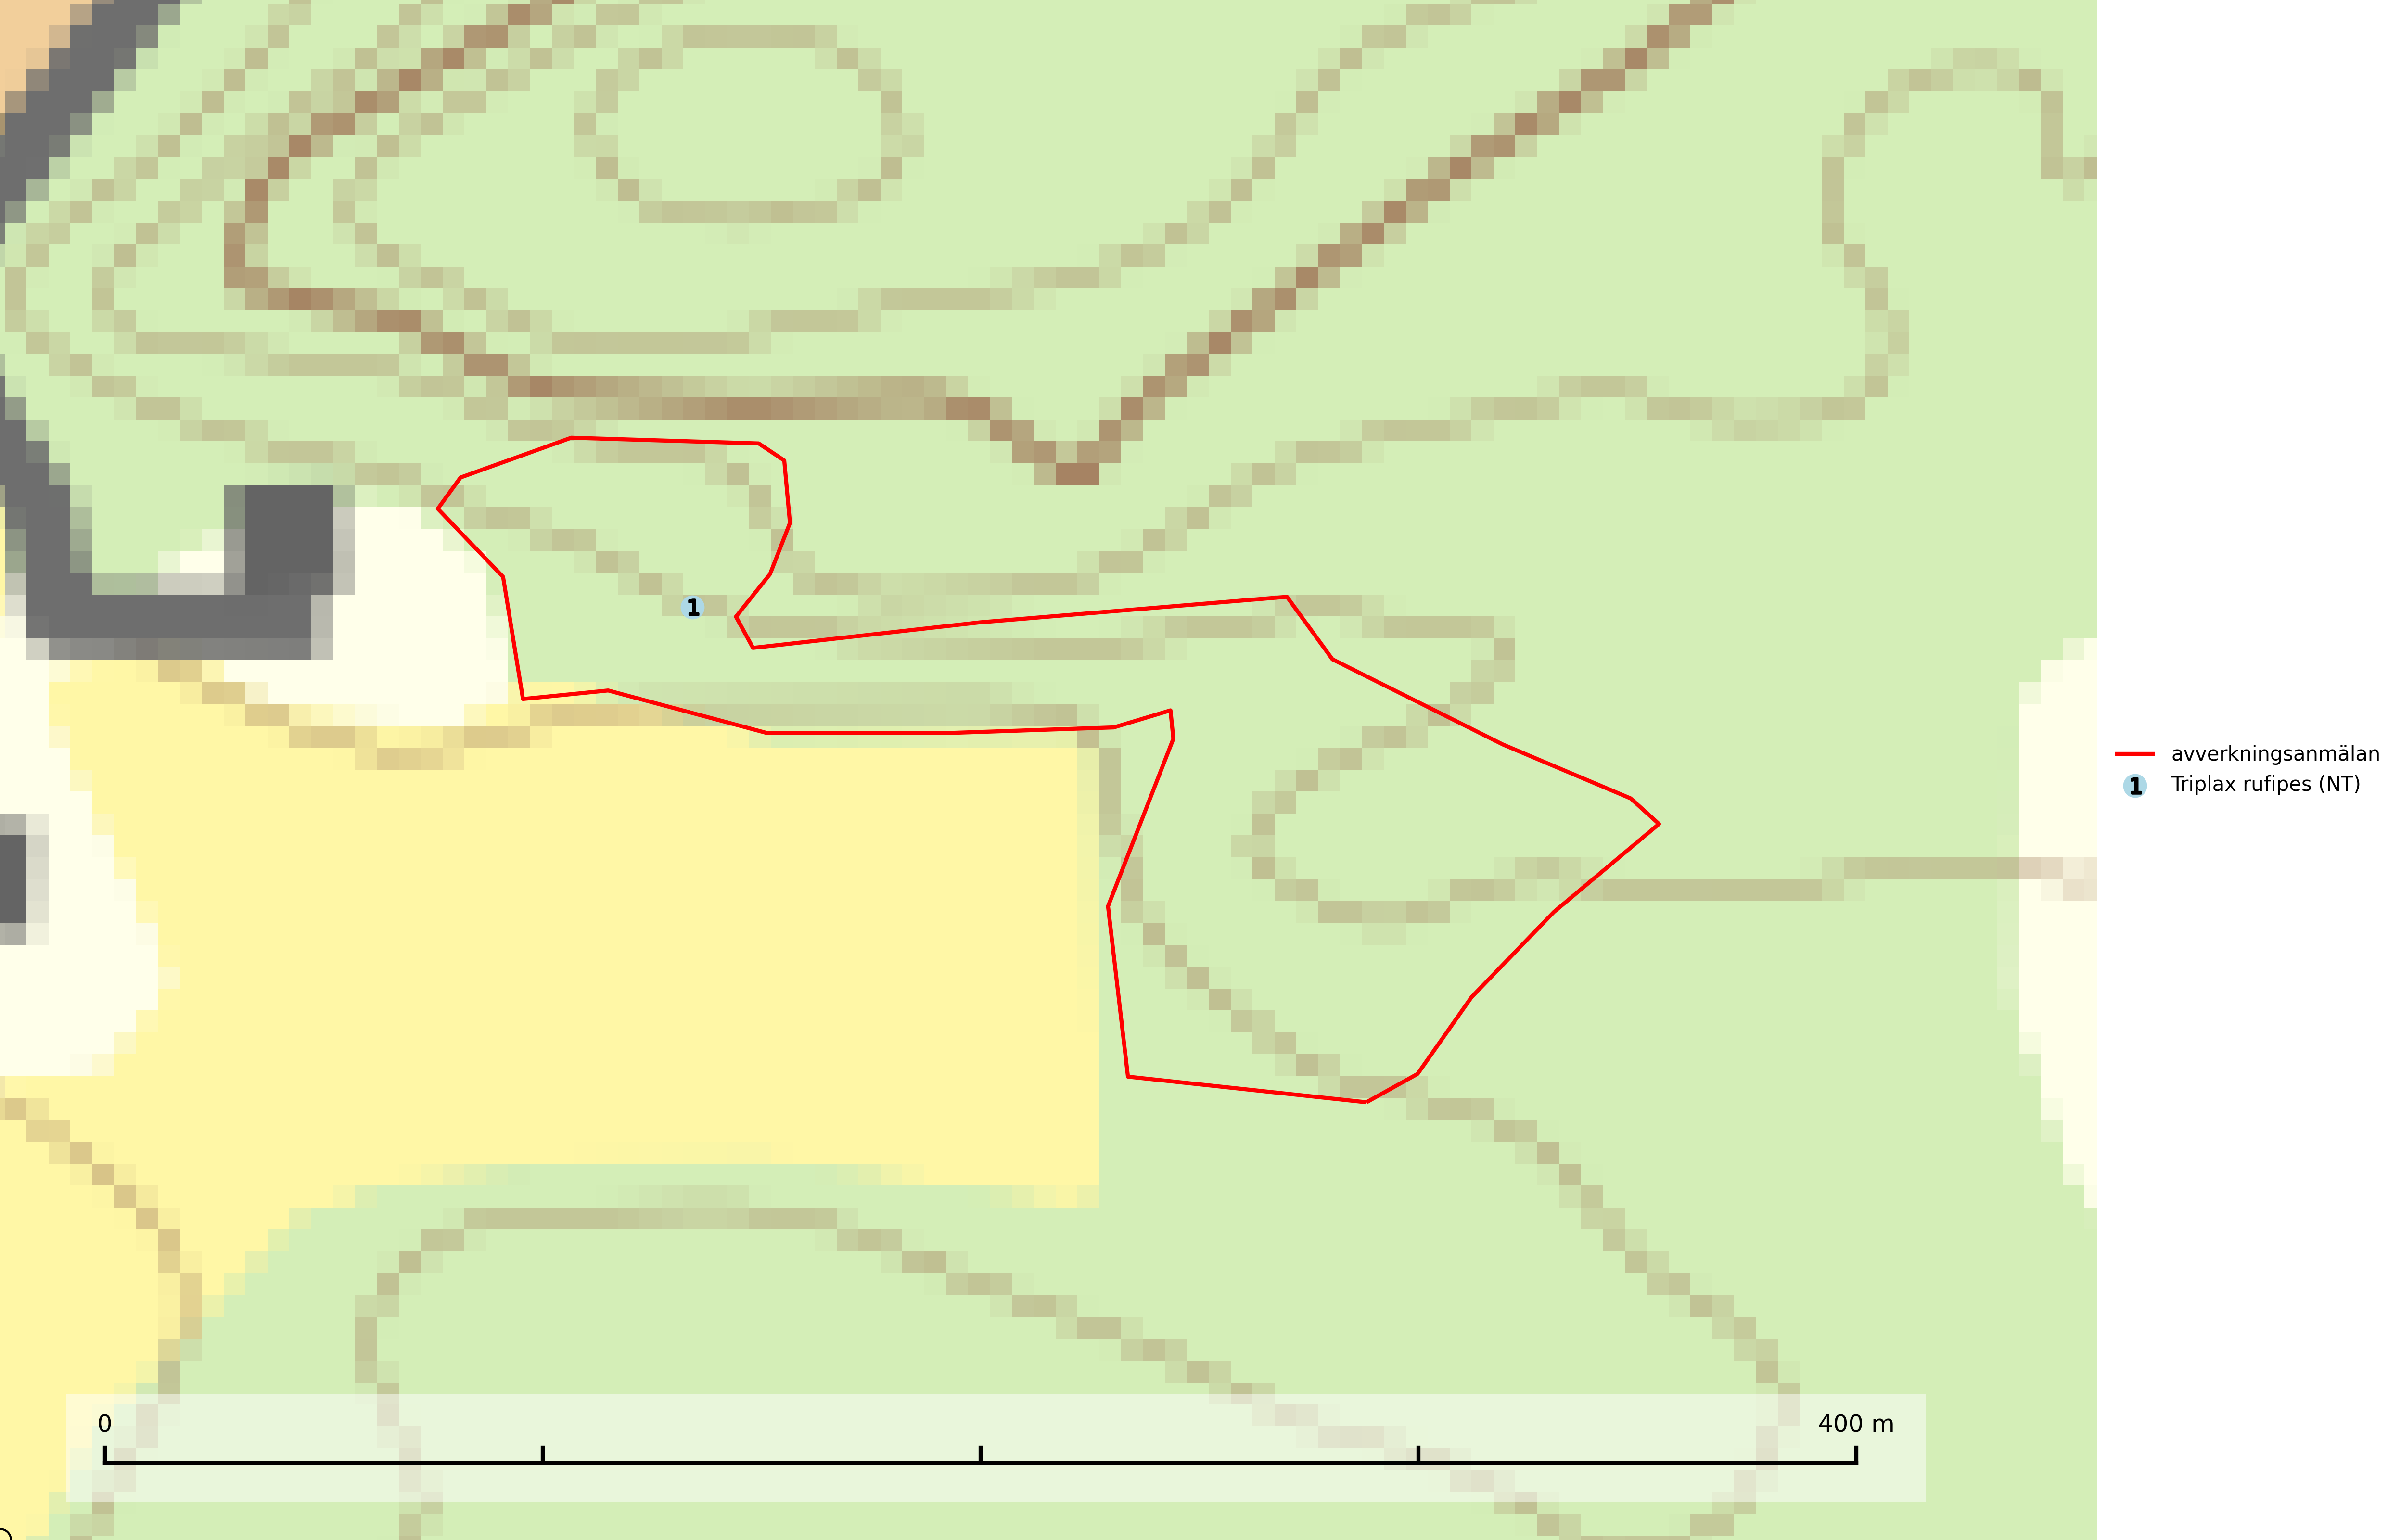 1
avverkningsanmälan
1 Triplax rufipes (NT)
0 400 m